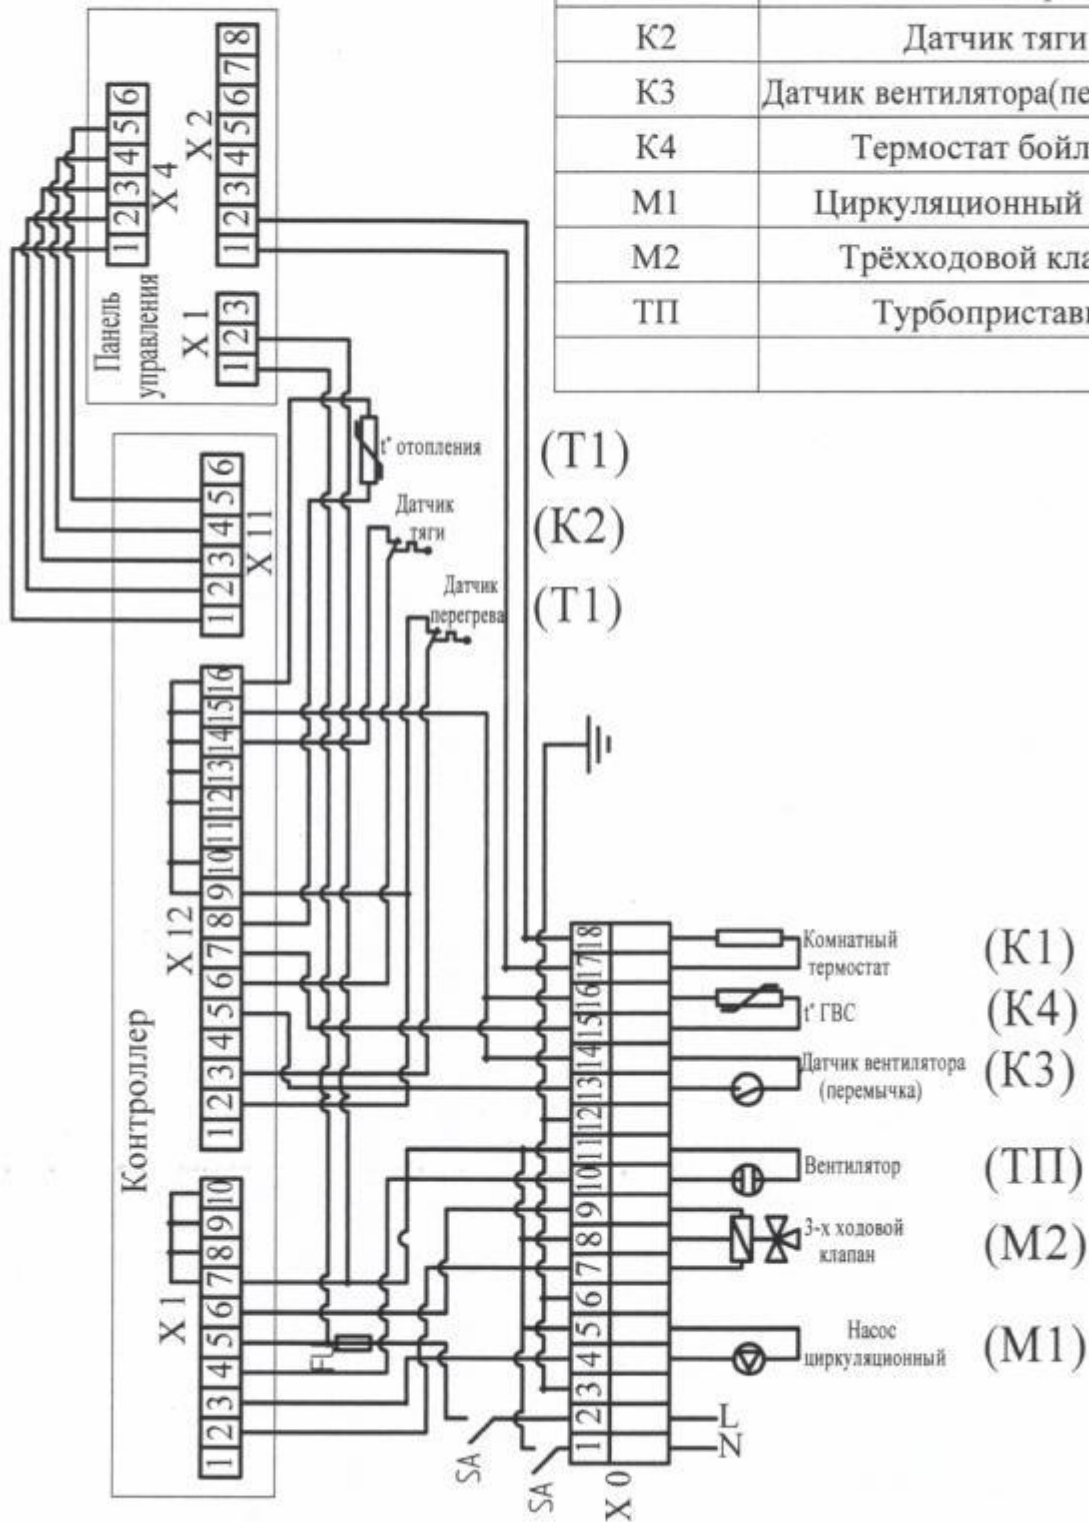 К2 Датчик тяги
К3 Датчик вентилятора(пе
К4 Термостат бойл
М1 Циркуляционный
М2 Трёхходовой кла
ТП Турбопристав
Панель
управления
X 4
1 2 3 4 5 6
X 2
1 2 3 4 5 6 7 8
X 1
1 2 3
Контроллер
X 11
1 2 3 4 5 6
X 12
1 2 3 4 5 6 7 8 9 10 11 12 13 14 15 16
X 1
1 2 3 4 5 6 7 8 9 10
t° отопления
(Т1)
Датчик
тяги
(К2)
Датчик
перегрева
(Т1)
FU
SA
SA
X 0
1 2 3 4 5 6 7 8 9 10 11 12 13 14 15 16 17 18
Комнатный
термостат
(К1)
t° ГВС
(К4)
Датчик вентилятора
(перемычка)
(К3)
Вентилятор
(ТП)
3-х ходовой
клапан
(М2)
Насос
циркуляционный
(М1)
L
N